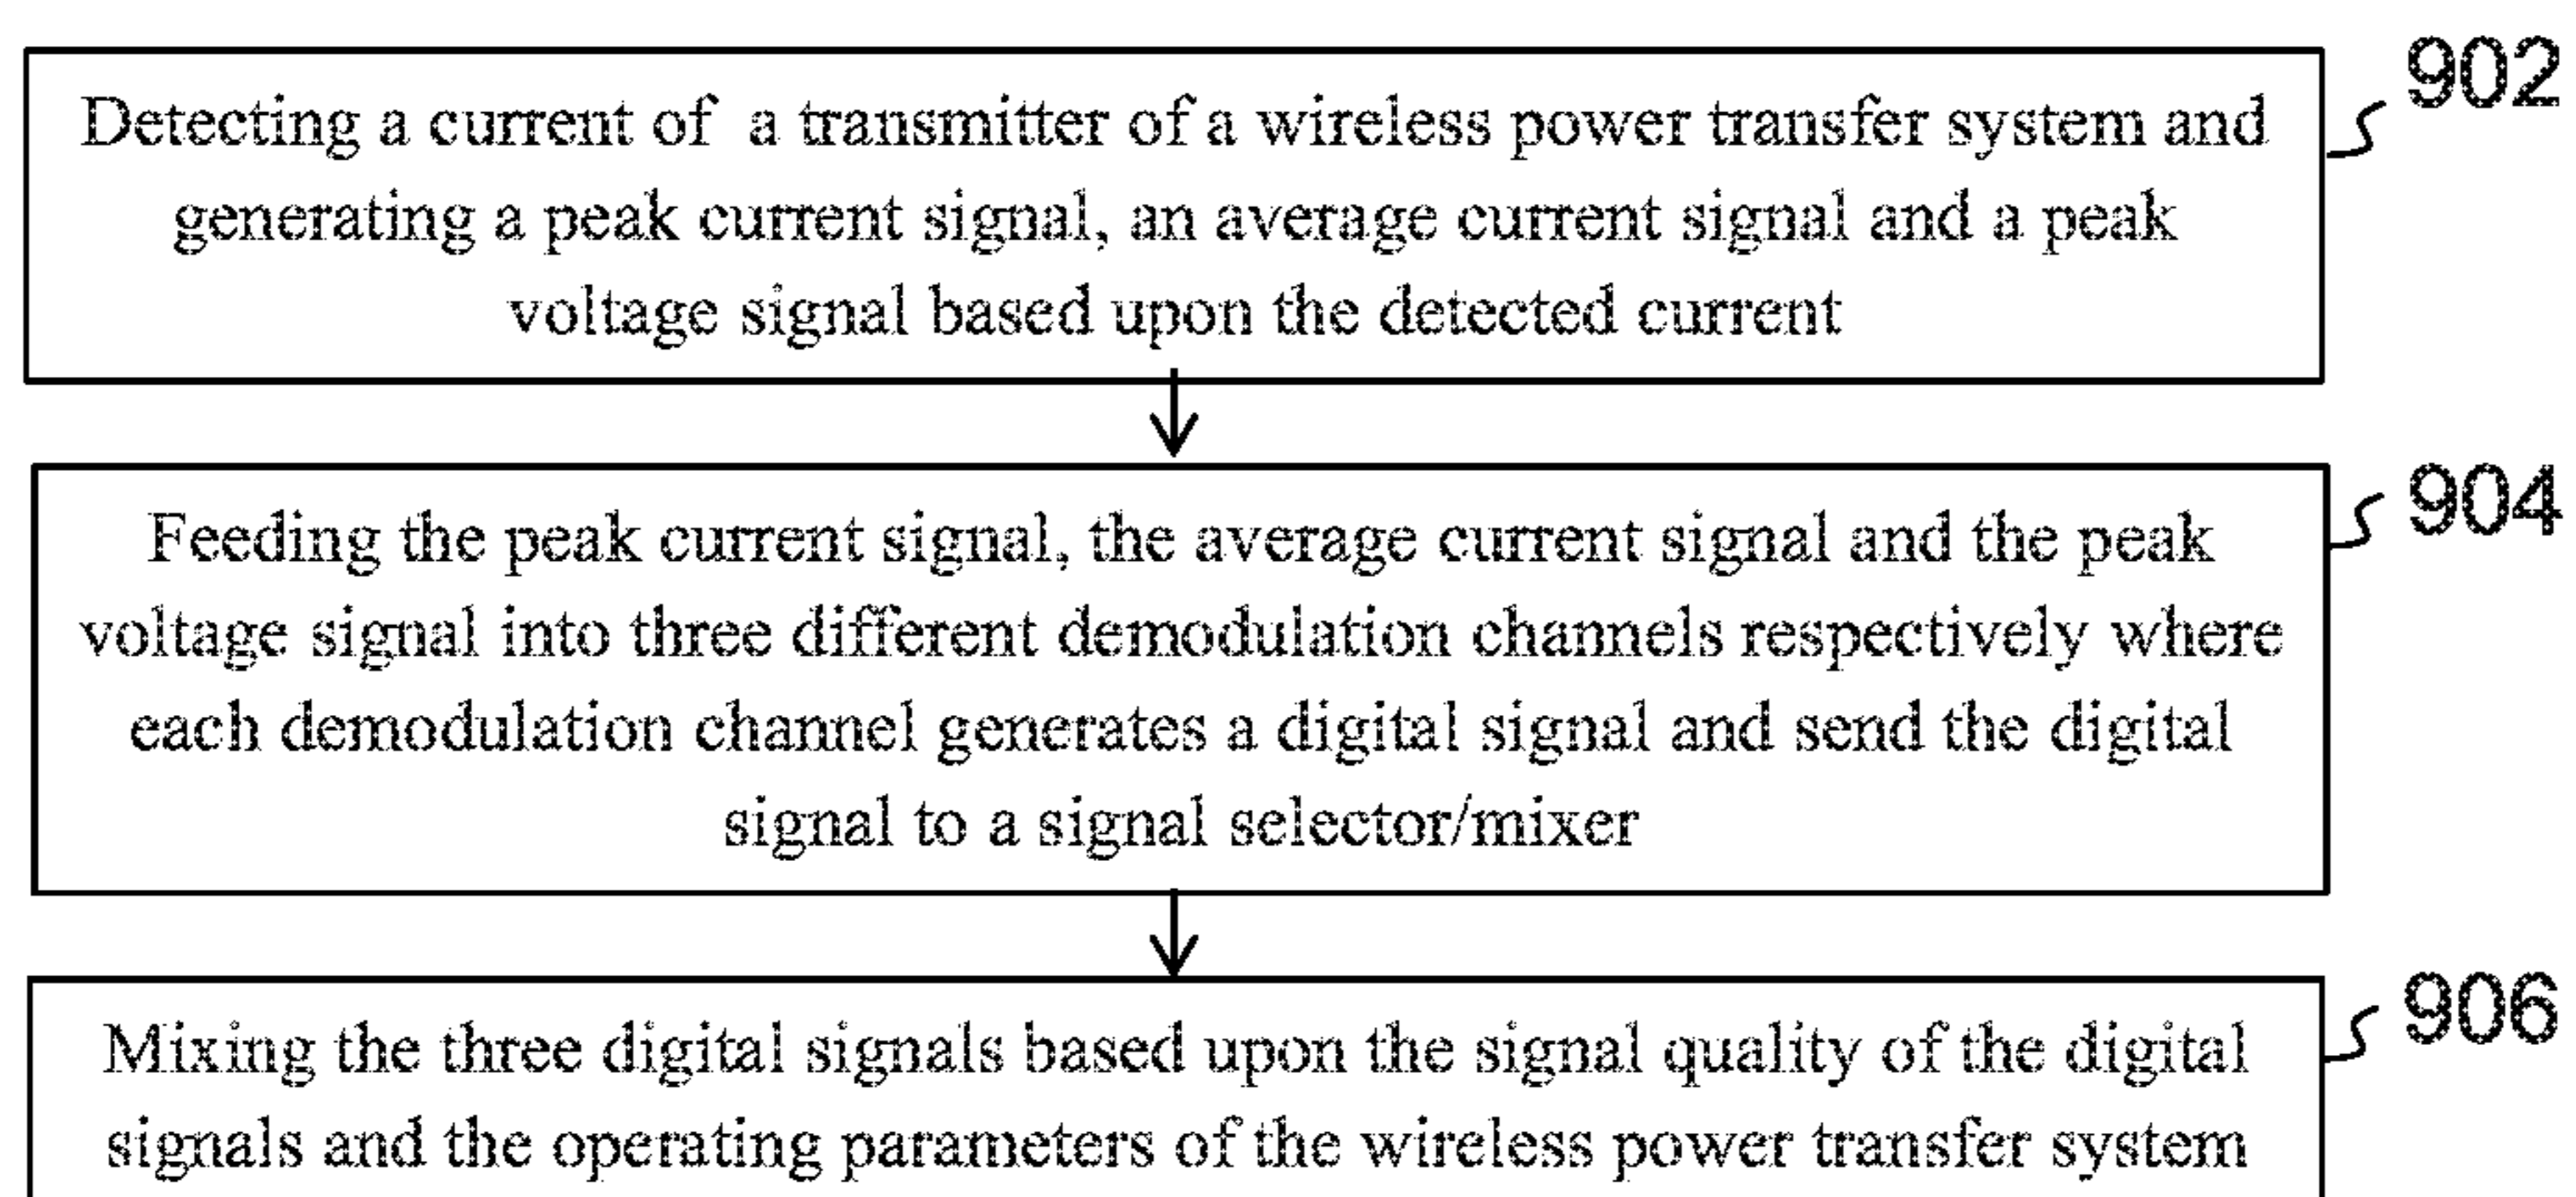 Detecting a current of a transmitter of a wireless power transfer system and
generating a peak current signal, an average current signal and a peak
voltage signal based upon the detected current
902
Feeding the peak current signal, the average current signal and the peak
voltage signal into three different demodulation channels respectively where
each demodulation channel generates a digital signal and send the digital
signal to a signal selector/mixer
904
Mixing the three digital signals based upon the signal quality of the digital
signals and the operating parameters of the wireless power transfer system
906